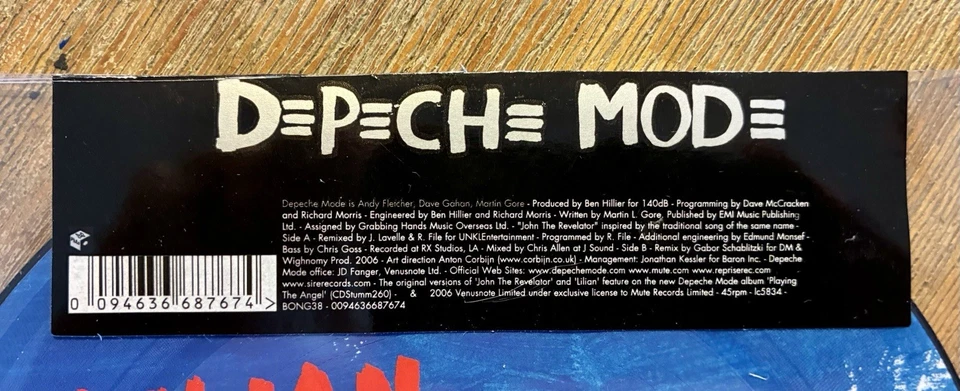 DEPECHE MODE
Depeche Mode is Andy Fletcher, Dave Gahan, Martin Gore - Produced by Ben Hillier for 140dB - Programming by Dave McCracken
and Richard Morris - Engineered by Ben Hillier and Richard Morris - Written by Martin L. Gore, Published by EMI Music Publishing
Ltd. - Assigned by Grabbing Hands Music Overseas Ltd. - "John The Revelator" inspired by the traditional song of the same name -
Side A - Remixed by J. Lavelle & R. File for UNKLEntertainment - Programmed by R. File - Additional engineering by Edmund Monsef -
Bass by Chris Goss - Recorded at RX Studios, LA - Mixed by Chris Allen at J Sound - Side B - Remix by Gabor Schablitzki for DM &
Wighnomy Prod. 2006 - Art direction Anton Corbijn (www.corbijn.co.uk) - Management: Jonathan Kessler for Baron Inc. - Depeche
Mode office: JD Fanger, Venusnote Ltd. - Official Web Sites: www.depechemode.com www.mute.com www.repriserec.com
www.sirerecords.com - The original versions of 'John The Revelator' and 'Lilian' feature on the new Depeche Mode album 'Playing
The Angel' (CDStumm260) - & 2006 Venusnote Limited under exclusive license to Mute Records Limited - 45rpm - lc5834 -
BONG38 - 0094636687674
0 094636 687674 >